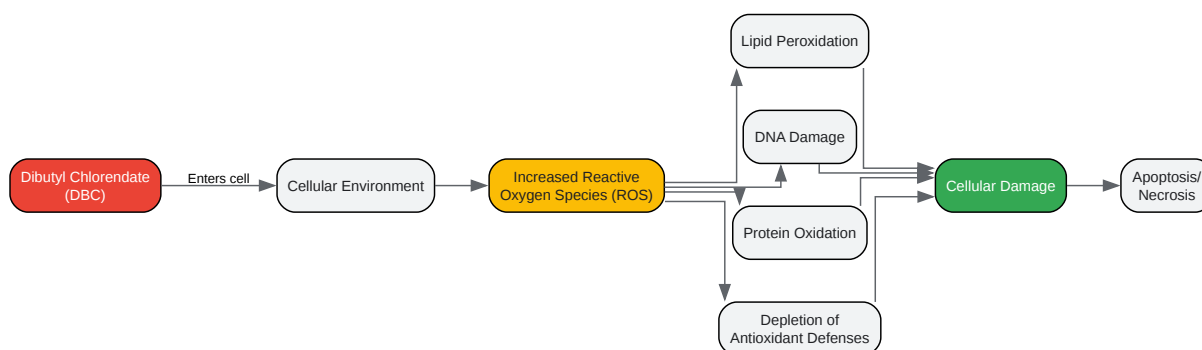 Dibutyl Chlorendate
(DBC)
Enters cell
Cellular Environment
Increased Reactive
Oxygen Species (ROS)
Lipid Peroxidation
DNA Damage
Protein Oxidation
Depletion of
Antioxidant Defenses
Cellular Damage
Apoptosis/
Necrosis